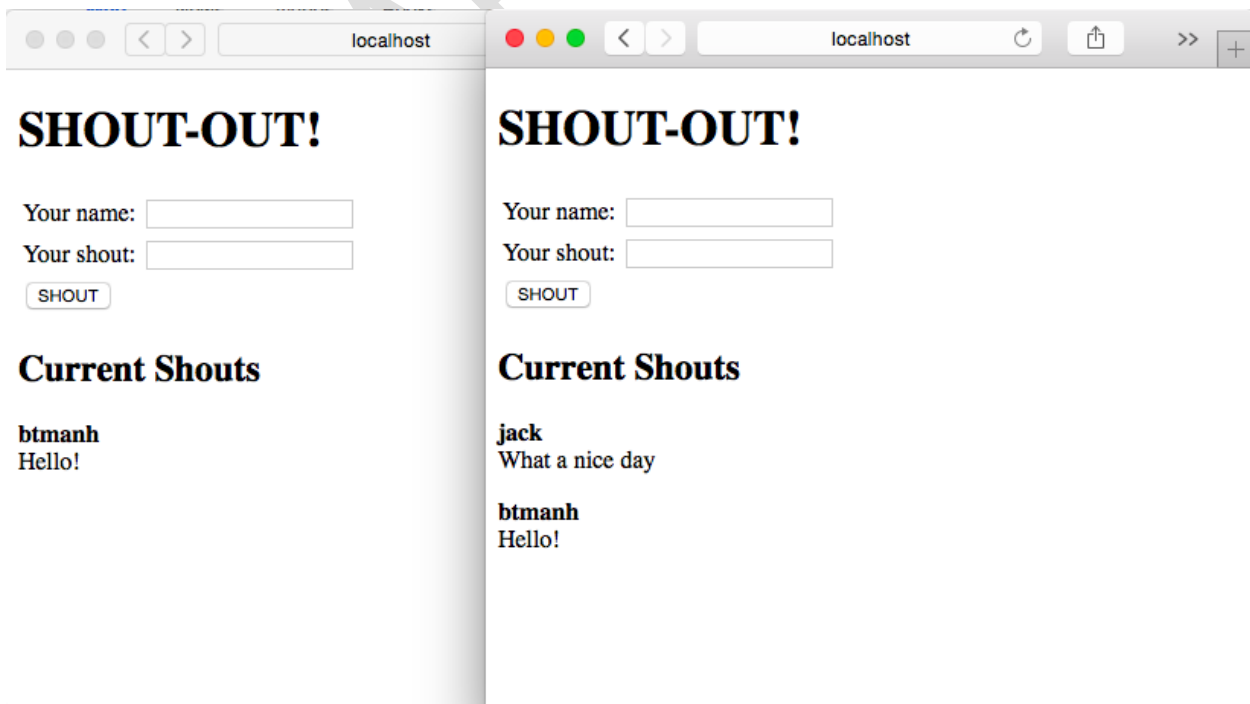 localhost
SHOUT-OUT!
Your name:
Your shout:
SHOUT
Current Shouts
btmanh
Hello!
localhost
SHOUT-OUT!
Your name:
Your shout:
SHOUT
Current Shouts
jack
What a nice day
btmanh
Hello!